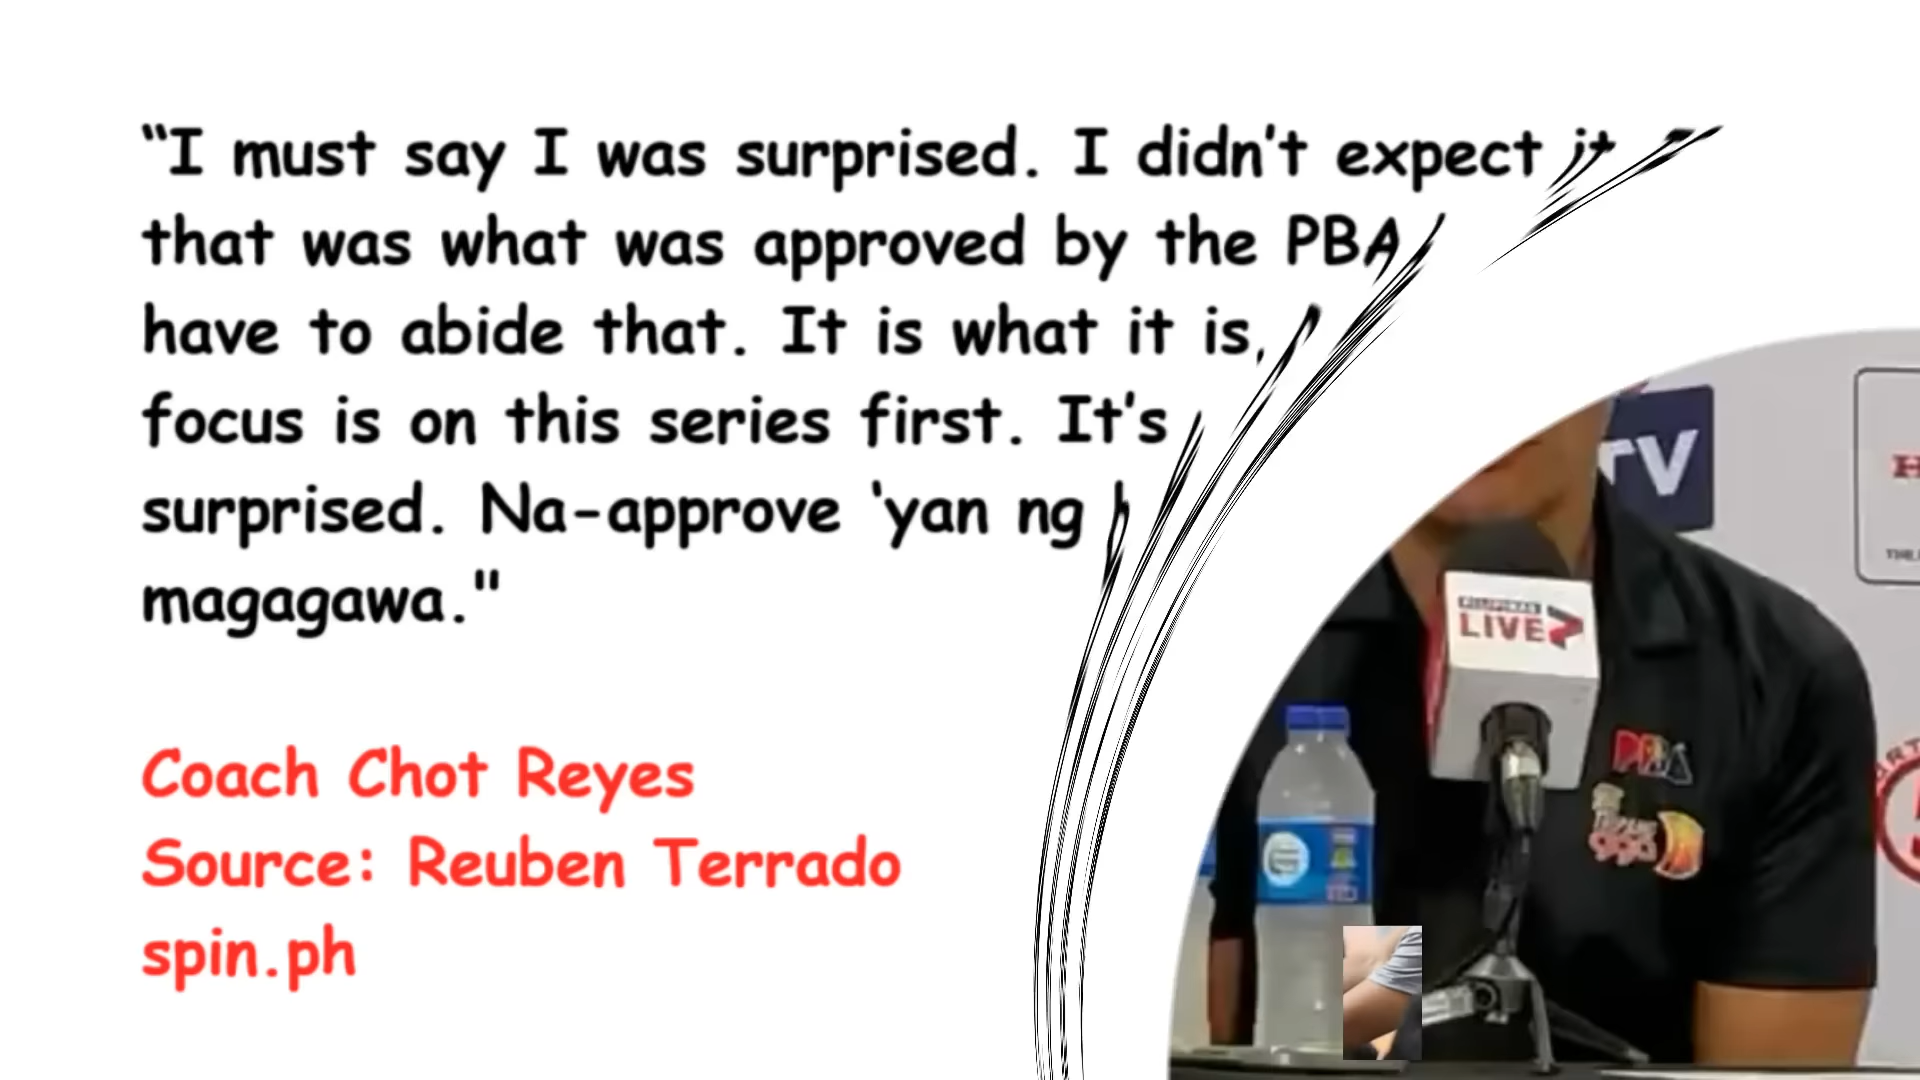 “I must say I was surprised. I didn’t expect it
that was what was approved by the PBA
have to abide that. It is what it is,
focus is on this series first. It’s
surprised. Na-approve ‘yan ng
magagawa."
Coach Chot Reyes
Source: Reuben Terrado
spin.ph
TV
LIVE
PBA